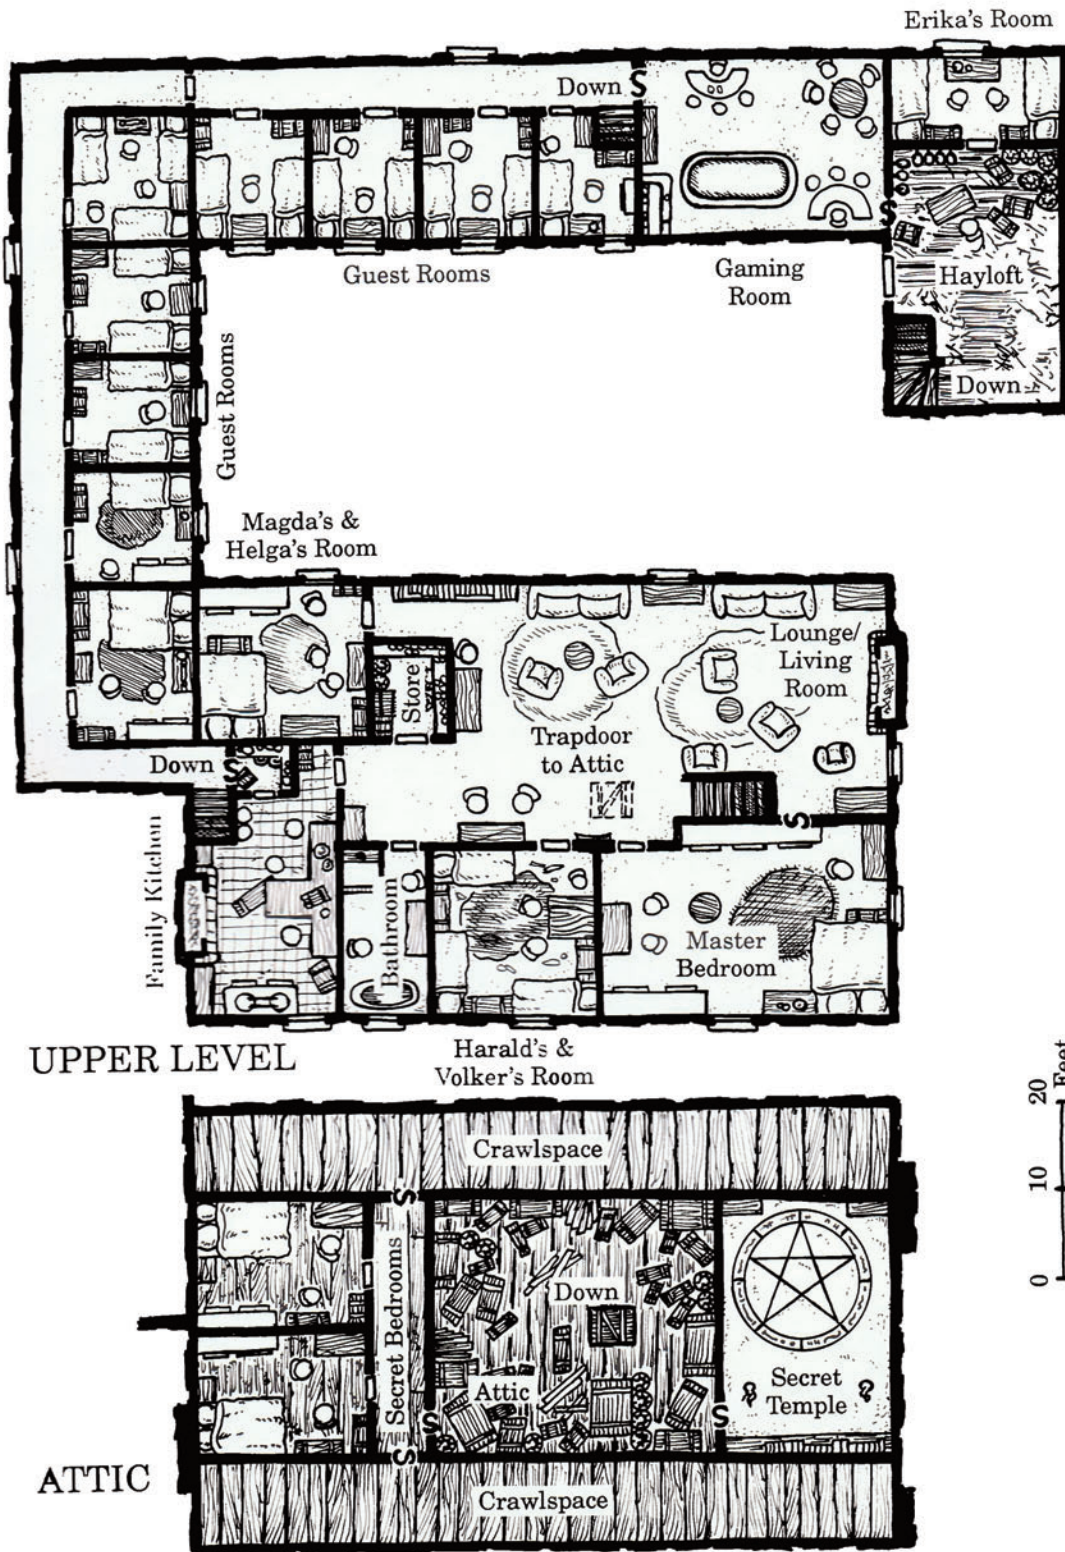 Erika's Room
Down
S
S
Guest Rooms
Gaming
Room
Hayloft
Down
Guest Rooms
Magda's &
Helga's Room
Lounge/
Living
Room
Store
Trapdoor
to Attic
Down
S
S
Family Kitchen
Bathroom
Master
Bedroom
Harald's &
Volker's Room
UPPER LEVEL
Crawlspace
S
Secret Bedrooms
Down
Attic
S
S
S
Secret
Temple
Crawlspace
ATTIC
0 10 20
Feet